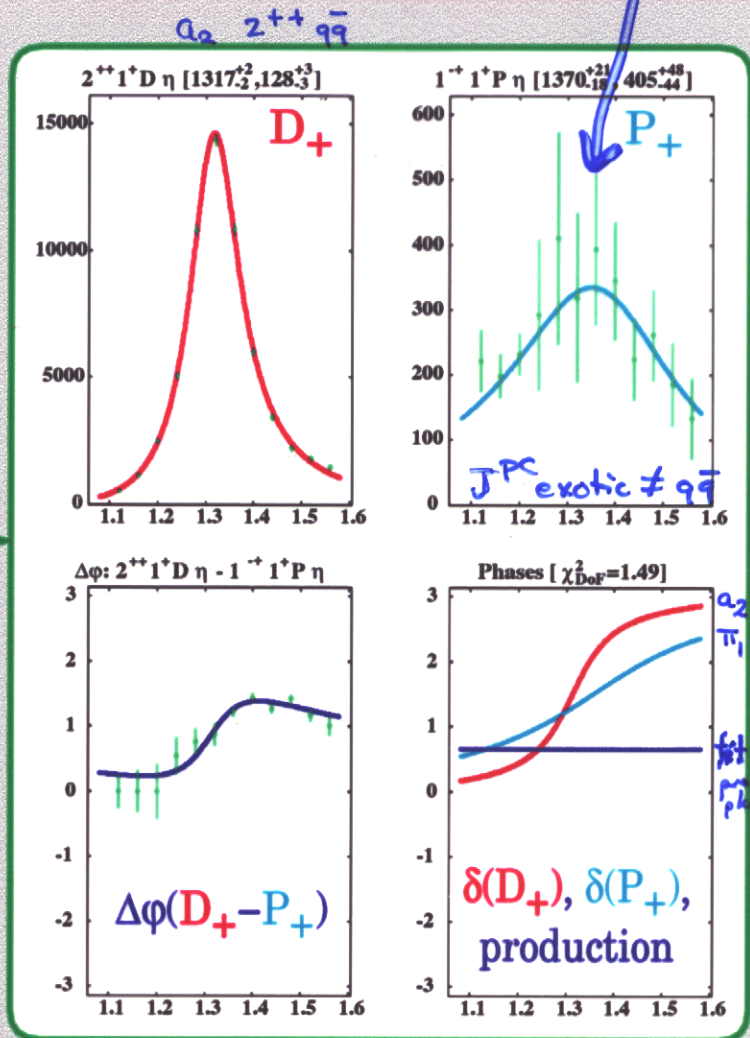 a2 2++ qq̄
2++1+D η [1317+2-2,128+3-3]
1-+ 1+P η [1370+21-18, 405+48-44]
D+
P+
15000
10000
5000
0
1.1 1.2 1.3 1.4 1.5 1.6
600
500
400
300
200
100
0
JPC exotic ≠ qq̄
1.1 1.2 1.3 1.4 1.5 1.6
Δφ: 2++1+D η - 1-+ 1+P η
Phases [ χ2DoF=1.49]
3
2
1
0
-1
-2
-3
Δφ(D+-P+)
1.1 1.2 1.3 1.4 1.5 1.6
3
2
1
0
-1
-2
-3
a2
π1
δ(D+), δ(P+),
production
1.1 1.2 1.3 1.4 1.5 1.6